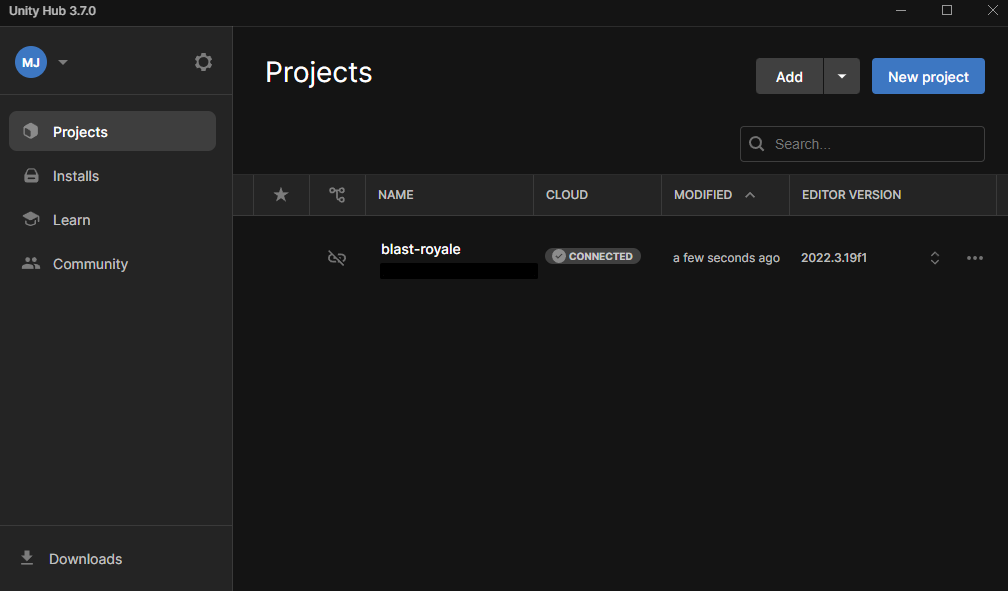 Unity Hub 3.7.0
MJ
Projects
Installs
Learn
Community
Downloads
Projects
Add
New project
Search...
NAME CLOUD MODIFIED EDITOR VERSION
blast-royale CONNECTED a few seconds ago 2022.3.19f1